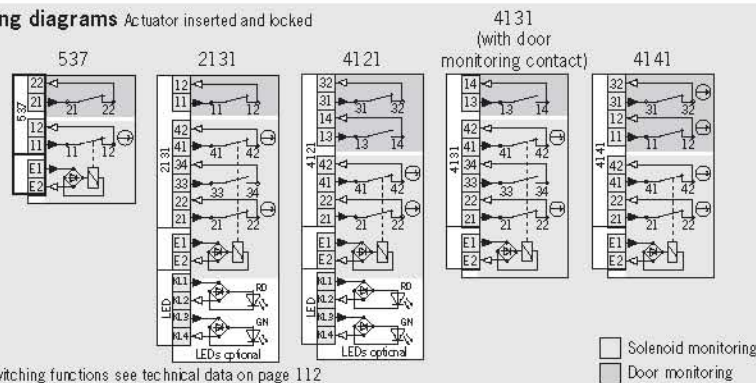 ng diagrams Actuator inserted and locked
4131
(with door
monitoring contact)
537
2131
4121
4141
537
22
21
21 22
12
11
11 12
E1
E2
2131
12
11
11 12
42
41
41 42
34
33
33 34
22
21
21 22
E1
E2
LED
KL1
KL2
KL3
KL4
RD
GN
LEDs optional
4121
32
31
31 32
14
13
13 14
42
41
41 42
22
21
21 22
E1
E2
LED
KL1
KL2
KL3
KL4
RD
GN
LEDs optional
4131
14
13
13 14
42
41
41 42
34
33
33 34
22
21
21 22
E1
E2
4141
32
31
31 32
12
11
11 12
42
41
41 42
22
21
21 22
E1
E2
Solenoid monitoring
Door monitoring
witching functions see technical data on page 112